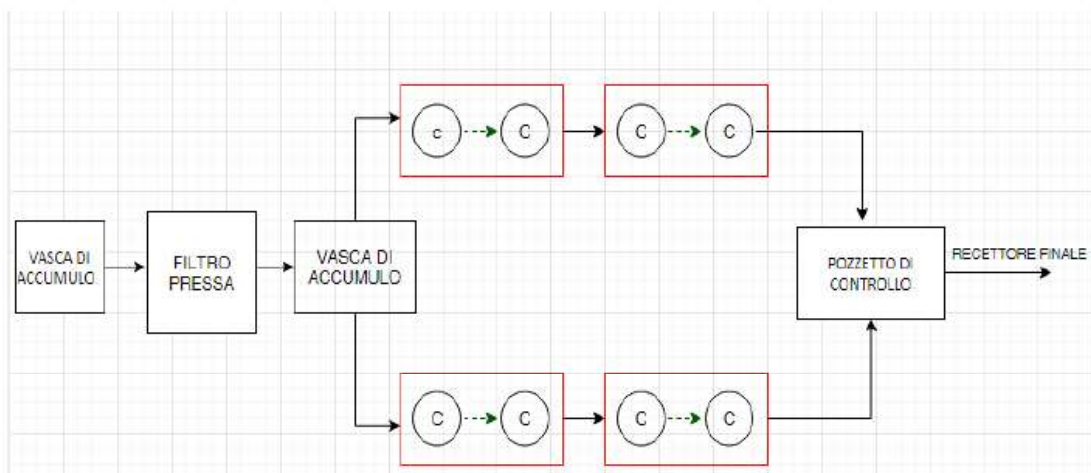 c
C
C
C
VASCA DI
ACCUMULO
FILTRO
PRESSA
VASCA DI
ACCUMULO
POZZETTO DI
CONTROLLO
RECETTORE FINALE
C
C
C
C